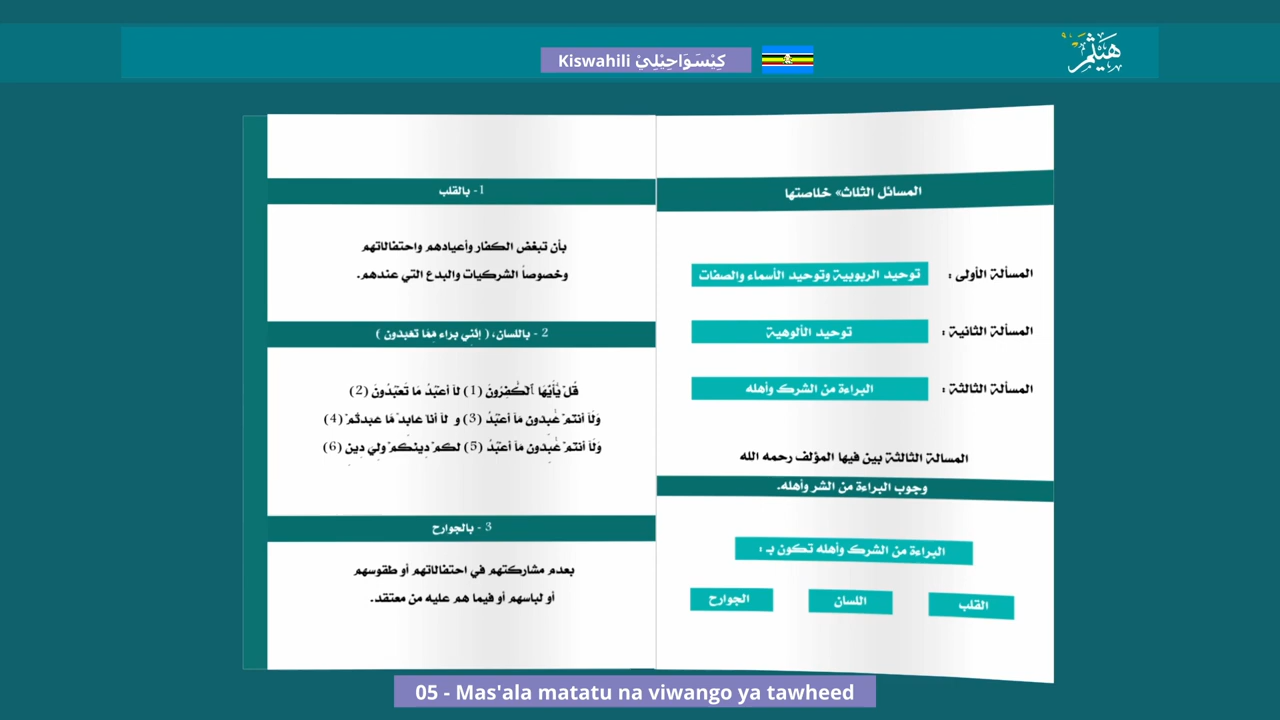 Kiswahili كِيْسَوَاحِيْلِيْ
هَيْثَمْ
المسائل الثلاث» خلاصتها
المسألة الأولى : توحيد الربوبية وتوحيد الأسماء والصفات
المسألة الثانية : توحيد الألوهية
المسألة الثالثة : البراءة من الشرك وأهله
المسالة الثالثة بين فيها المؤلف رحمه الله
وجوب البراءة من الشر وأهله.
البراءة من الشرك وأهله تكون بـ :
القلب اللسان الجوارح
1- بالقلب
بأن تبغض الكفار وأعيادهم واحتفالاتهم
وخصوصاً الشركيات والبدع التي عندهم.
2 - باللسان، ( إنني براء مما تعبدون )
قُلْ يَٰٓأَيُّهَا ٱلْكَٰفِرُونَ (1) لَآ أَعْبُدُ مَا تَعْبُدُونَ (2)
وَلَآ أَنتُمْ عَٰبِدُونَ مَآ أَعْبُدُ (3) و لَآ أَنَا عَابِدٌ مَّا عَبَدتُّمْ (4)
وَلَآ أَنتُمْ عَٰبِدُونَ مَآ أَعْبُدُ (5) لَكُمْ دِينُكُمْ وَلِيَ دِينِ (6)
3 - بالجوارح
بعدم مشاركتهم في احتفالاتهم أو طقوسهم
أو لباسهم أو فيما هم عليه من معتقد.
05 - Mas'ala matatu na viwango ya tawheed